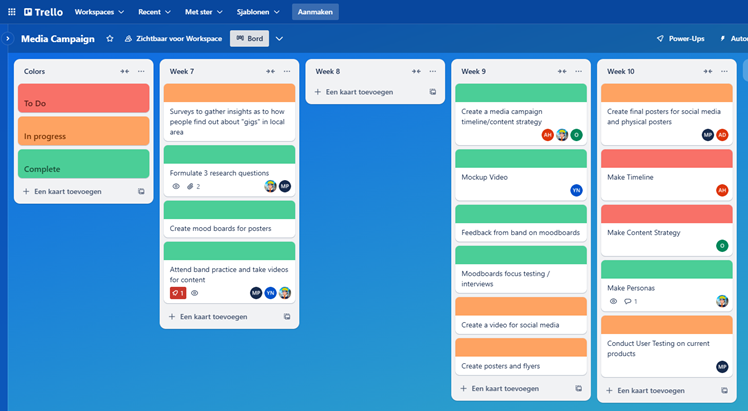 Trello
Workspaces
Recent
Met ster
Sjablonen
Aanmaken
Media Campaign
Zichtbaar voor Workspace
Bord
Power-Ups
Colors
To Do
In progress
Complete
+ Een kaart toevoegen
Week 7
Surveys to gather insights as to how
people find out about "gigs" in local
area
Formulate 3 research questions
2
MP
Create mood boards for posters
Attend band practice and take videos
for content
1
MP
YN
+ Een kaart toevoegen
Week 8
+ Een kaart toevoegen
Week 9
Create a media campaign
timeline/content strategy
AH
O
Mockup Video
YN
Feedback from band on moodboards
Moodboards focus testing /
interviews
Create a video for social media
Create posters and flyers
+ Een kaart toevoegen
Week 10
Create final posters for social media
and physical posters
MP
AD
Make Timeline
AH
Make Content Strategy
O
Make Personas
1
Conduct User Testing on current
products
MP
+ Een kaart toevoegen